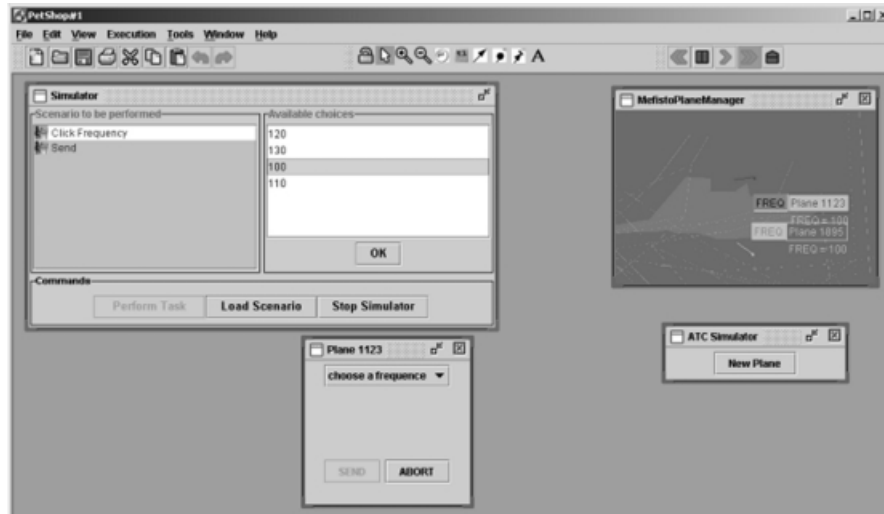 PetShop#1
File Edit View Execution Tools Window Help
A
Simulator
Scenario to be performed
Click Frequency
Send
Available choices
120
130
100
110
OK
Commands
Perform Task Load Scenario Stop Simulator
MefistoPlaneManager
FREQ Plane 1123
FREQ = 100
FREQ Plane 1895
FREQ = 100
Plane 1123
choose a frequence
SEND ABORT
ATC Simulator
New Plane